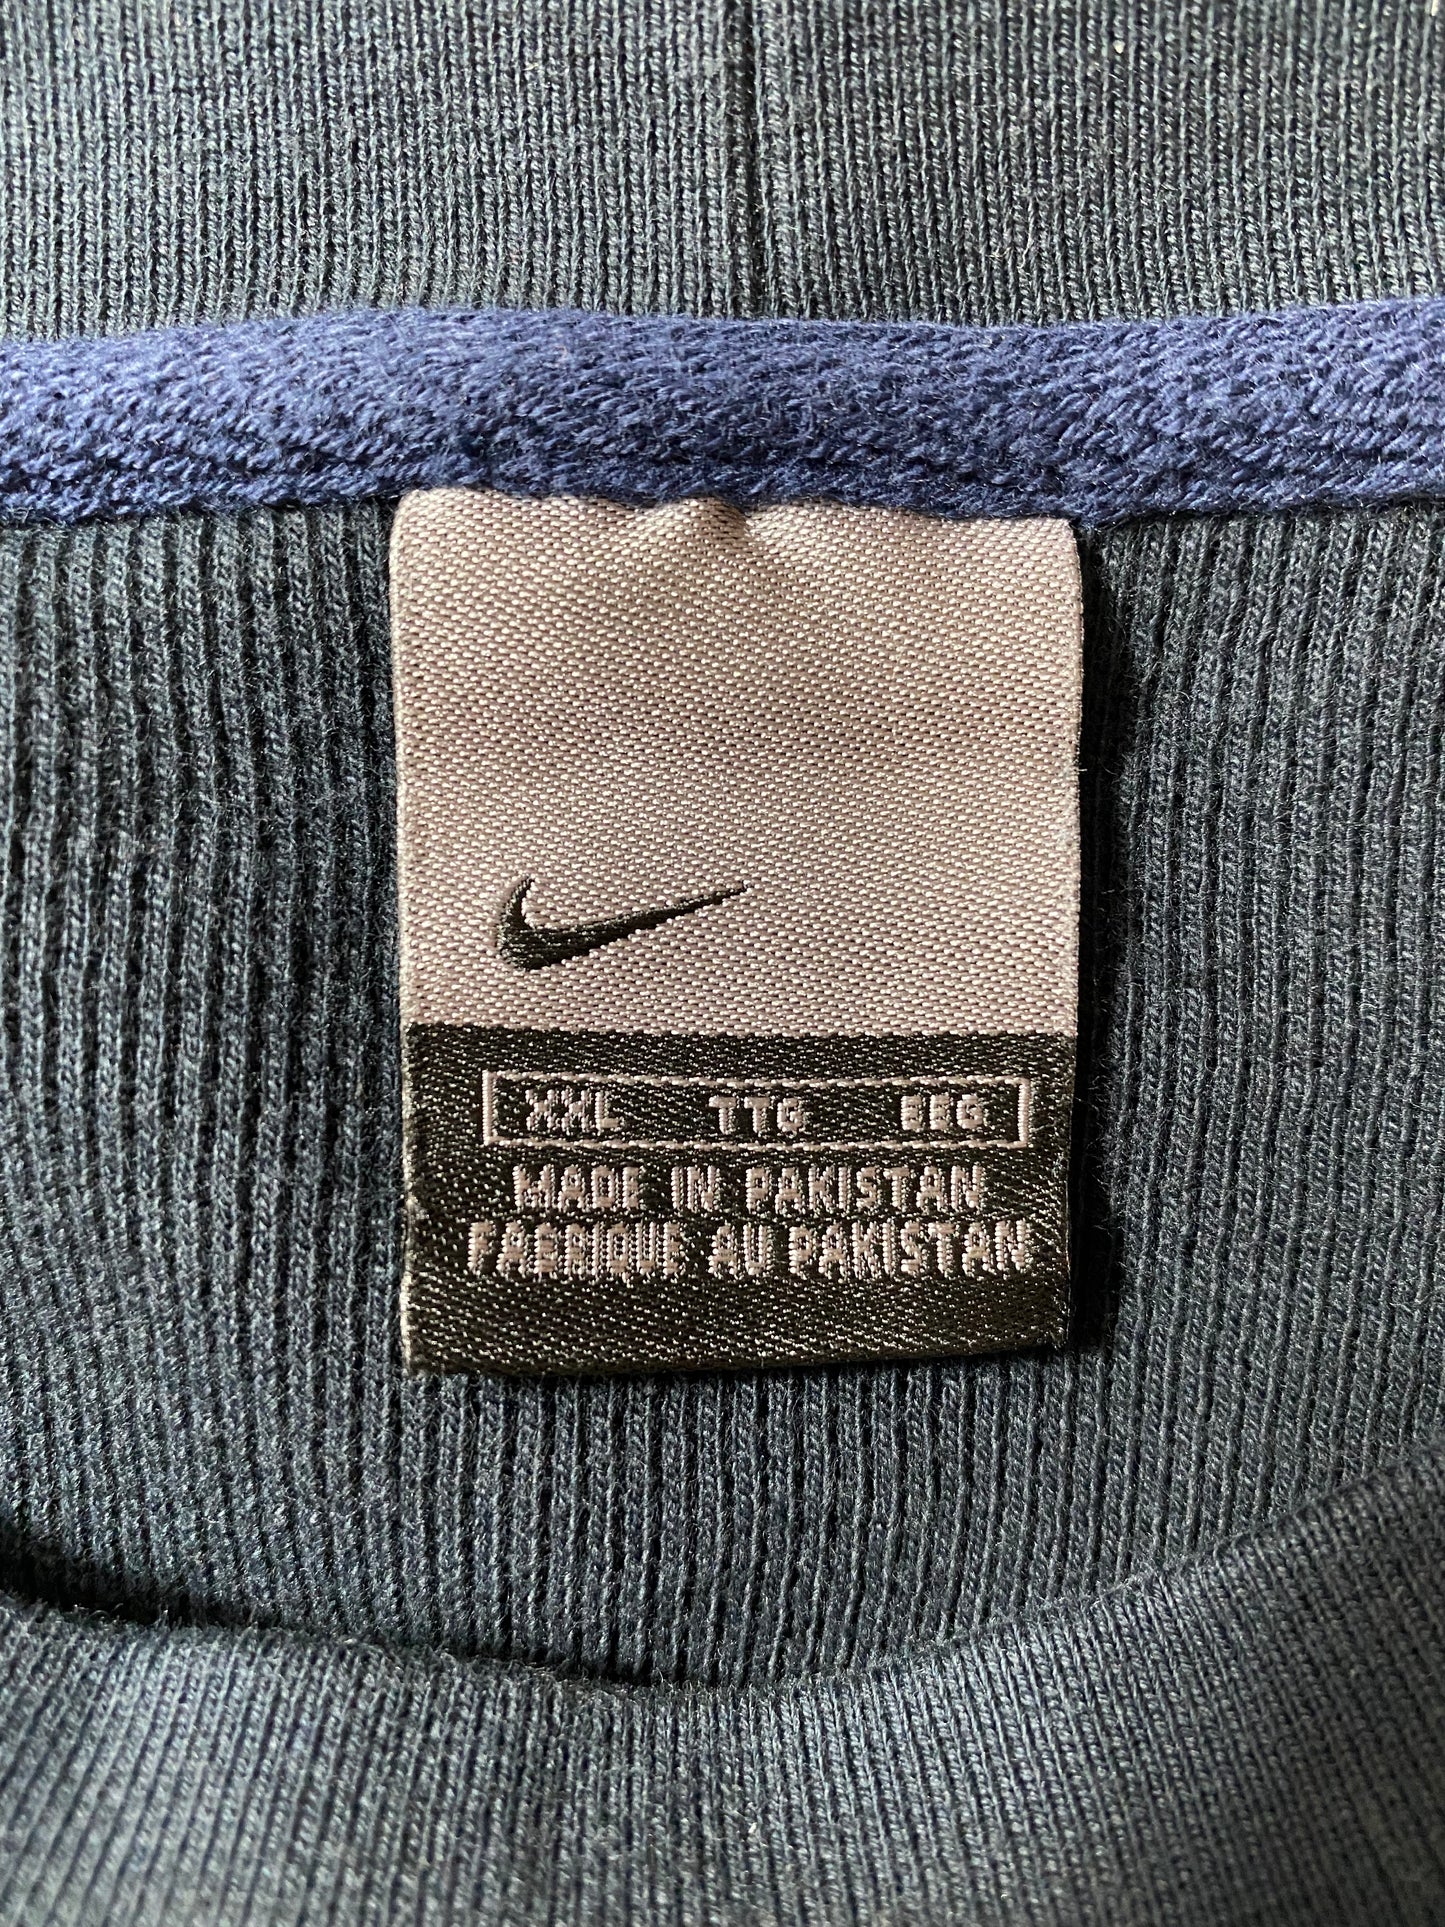 XXL TTG EEG
MADE IN PAKISTAN
FABRIQUE AU PAKISTAN